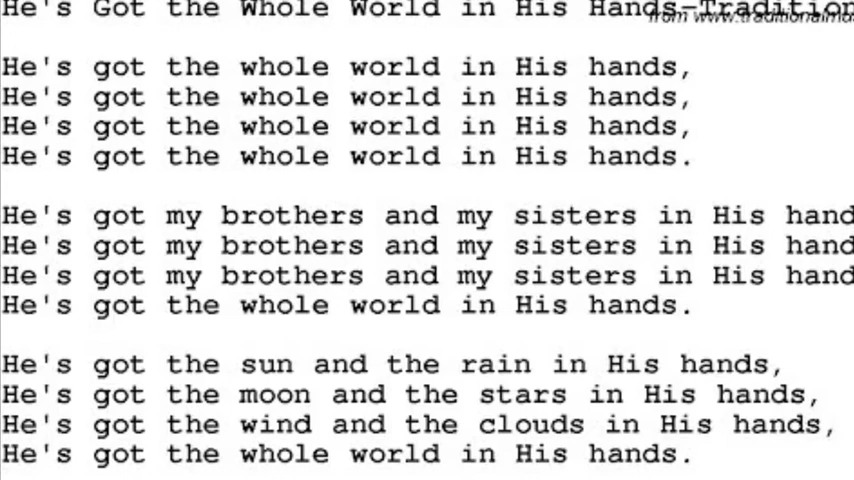 He's Got the Whole World in His Hands-Tradition
from www.traditionalmus
He's got the whole world in His hands,
He's got the whole world in His hands,
He's got the whole world in His hands,
He's got the whole world in His hands.
He's got my brothers and my sisters in His hand
He's got my brothers and my sisters in His hand
He's got my brothers and my sisters in His hand
He's got the whole world in His hands.
He's got the sun and the rain in His hands,
He's got the moon and the stars in His hands,
He's got the wind and the clouds in His hands,
He's got the whole world in His hands.